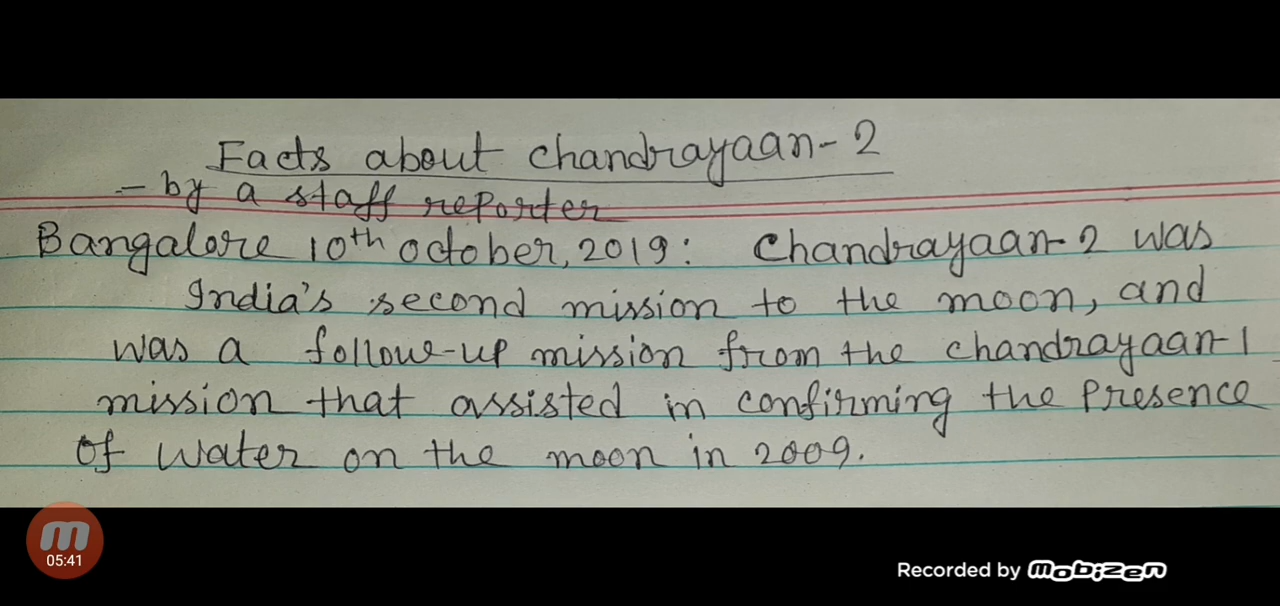 Facts about chandrayaan-2
- by a staff reporter
Bangalore 10th october, 2019: Chandrayaan-2 was
India's second mission to the moon, and
was a follow-up mission from the chandrayaan-1
mission that assisted in confirming the presence
of water on the moon in 2009.
05:41
Recorded by mobizen